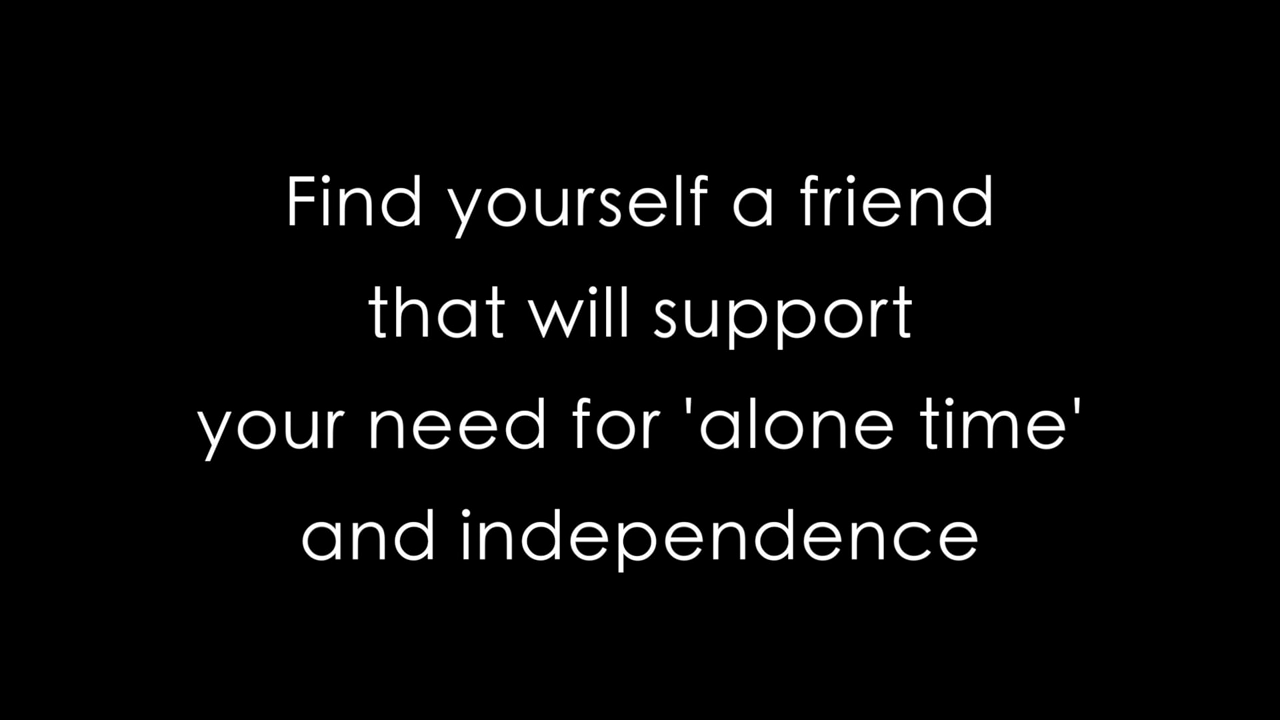 Find yourself a friend
that will support
your need for 'alone time'
and independence